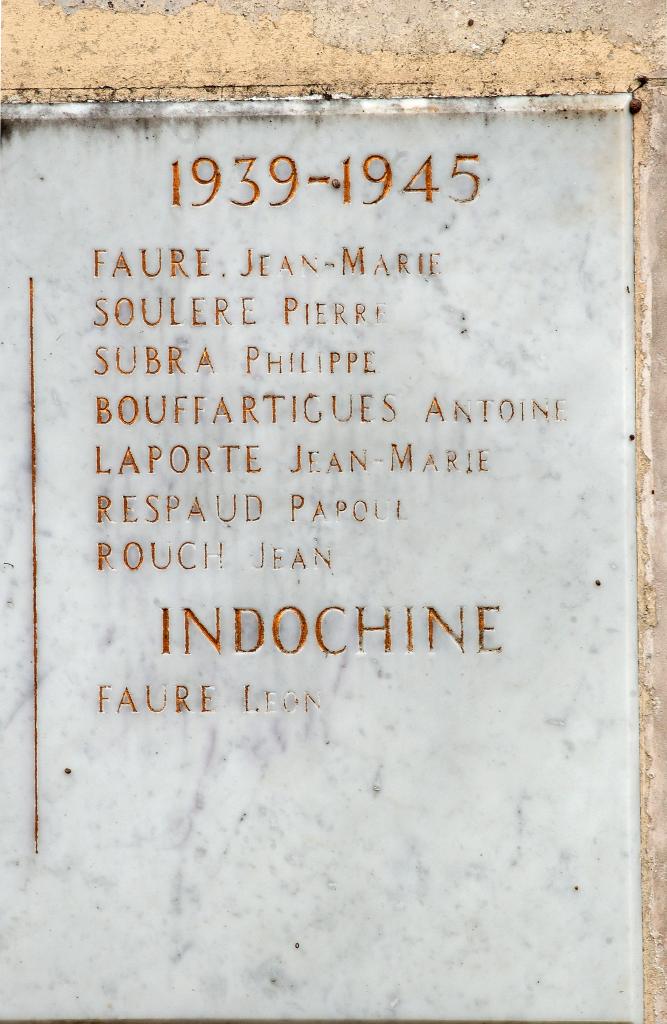 1939-1945
FAURE. JEAN-MARIE
SOULERE PIERRE
SUBRA PHILIPPE
BOUFFARTIGUES ANTOINE
LAPORTE JEAN-MARIE
RESPAUD PAPOUL
ROUCH JEAN
INDOCHINE
FAURE LEON